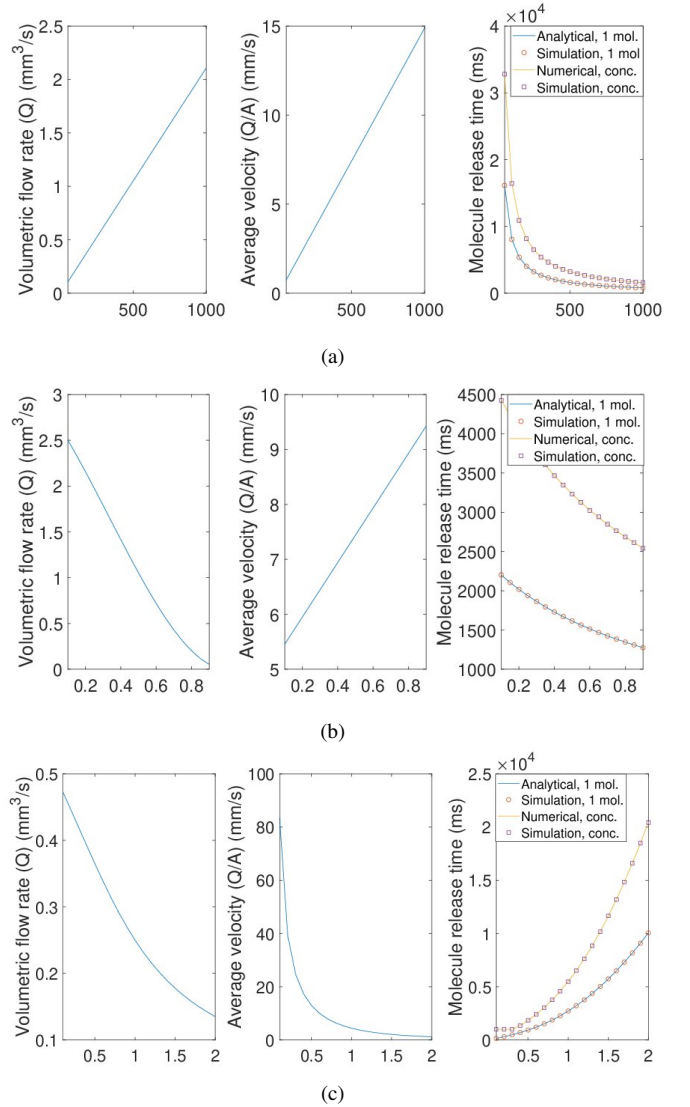 Volumetric flow rate (Q) (mm³/s)
2.5
2
1.5
1
0.5
0
500 1000
Average velocity (Q/A) (mm/s)
15
10
5
0
500 1000
Molecule release time (ms)
×10⁴
4
3
2
1
0
500 1000
Analytical, 1 mol.
Simulation, 1 mol
Numerical, conc.
Simulation, conc.
(a)
Volumetric flow rate (Q) (mm³/s)
3
2.5
2
1.5
1
0.5
0
0.2 0.4 0.6 0.8
Average velocity (Q/A) (mm/s)
10
9
8
7
6
5
0.2 0.4 0.6 0.8
Molecule release time (ms)
4500
4000
3500
3000
2500
2000
1500
1000
0.2 0.4 0.6 0.8
Analytical, 1 mol.
Simulation, 1 mol.
Numerical, conc.
Simulation, conc.
(b)
Volumetric flow rate (Q) (mm³/s)
0.5
0.4
0.3
0.2
0.1
0.5 1 1.5 2
Average velocity (Q/A) (mm/s)
100
80
60
40
20
0
0.5 1 1.5 2
Molecule release time (ms)
×10⁴
2.5
2
1.5
1
0.5
0
0.5 1 1.5 2
Analytical, 1 mol.
Simulation, 1 mol.
Numerical, conc.
Simulation, conc.
(c)